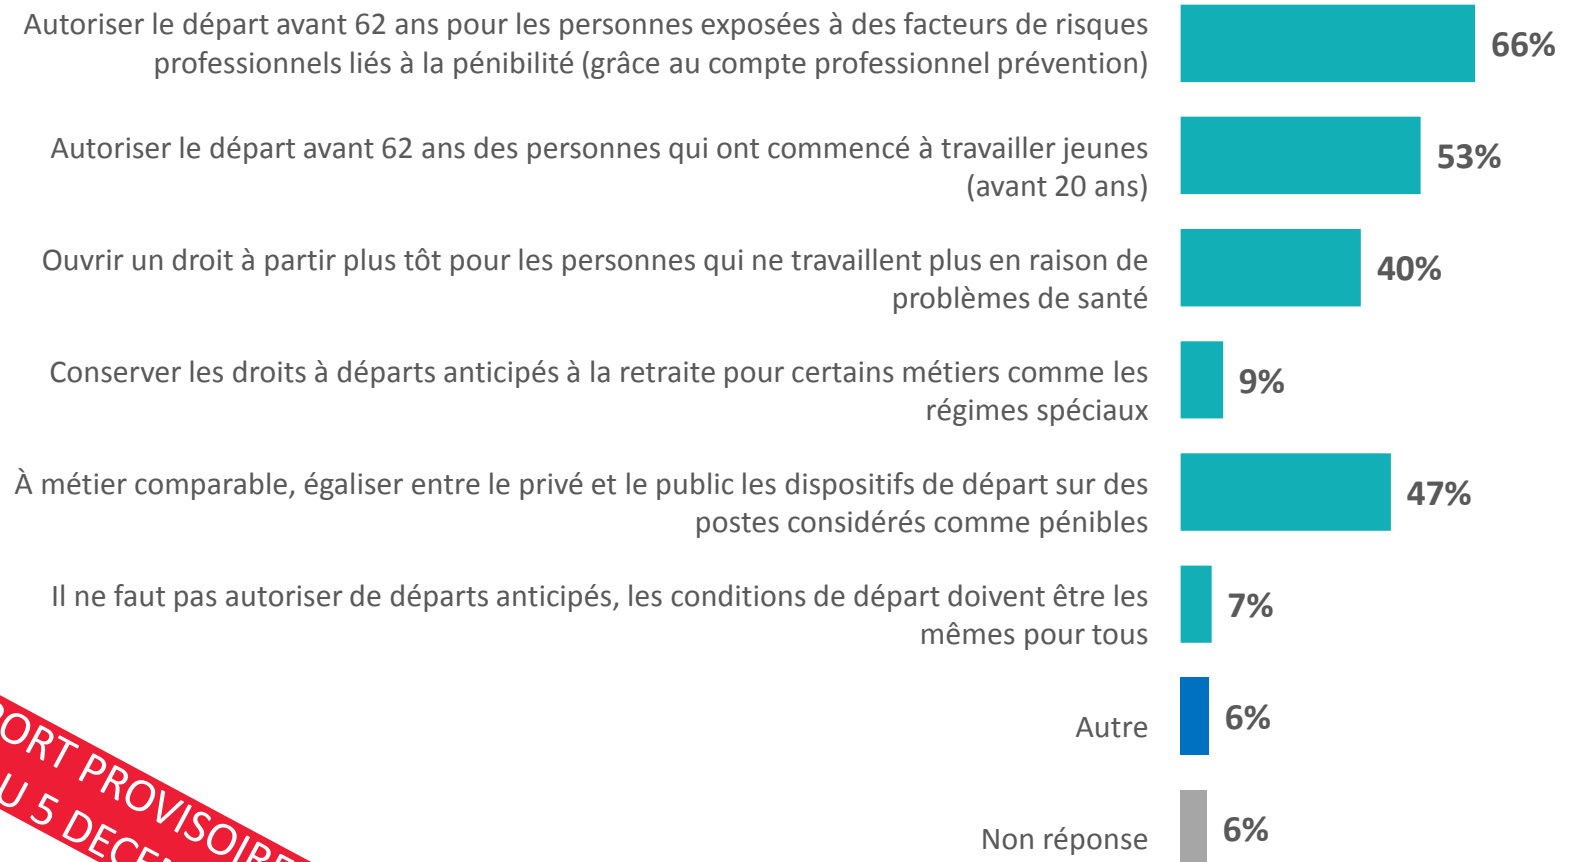 Autoriser le départ avant 62 ans pour les personnes exposées à des facteurs de risques
professionnels liés à la pénibilité (grâce au compte professionnel prévention)
66%
Autoriser le départ avant 62 ans des personnes qui ont commencé à travailler jeunes
(avant 20 ans)
53%
Ouvrir un droit à partir plus tôt pour les personnes qui ne travaillent plus en raison de
problèmes de santé
40%
Conserver les droits à départs anticipés à la retraite pour certains métiers comme les
régimes spéciaux
9%
À métier comparable, égaliser entre le privé et le public les dispositifs de départ sur des
postes considérés comme pénibles
47%
Il ne faut pas autoriser de départs anticipés, les conditions de départ doivent être les
mêmes pour tous
7%
Autre
6%
Non réponse
6%
PROVISOIRE
5